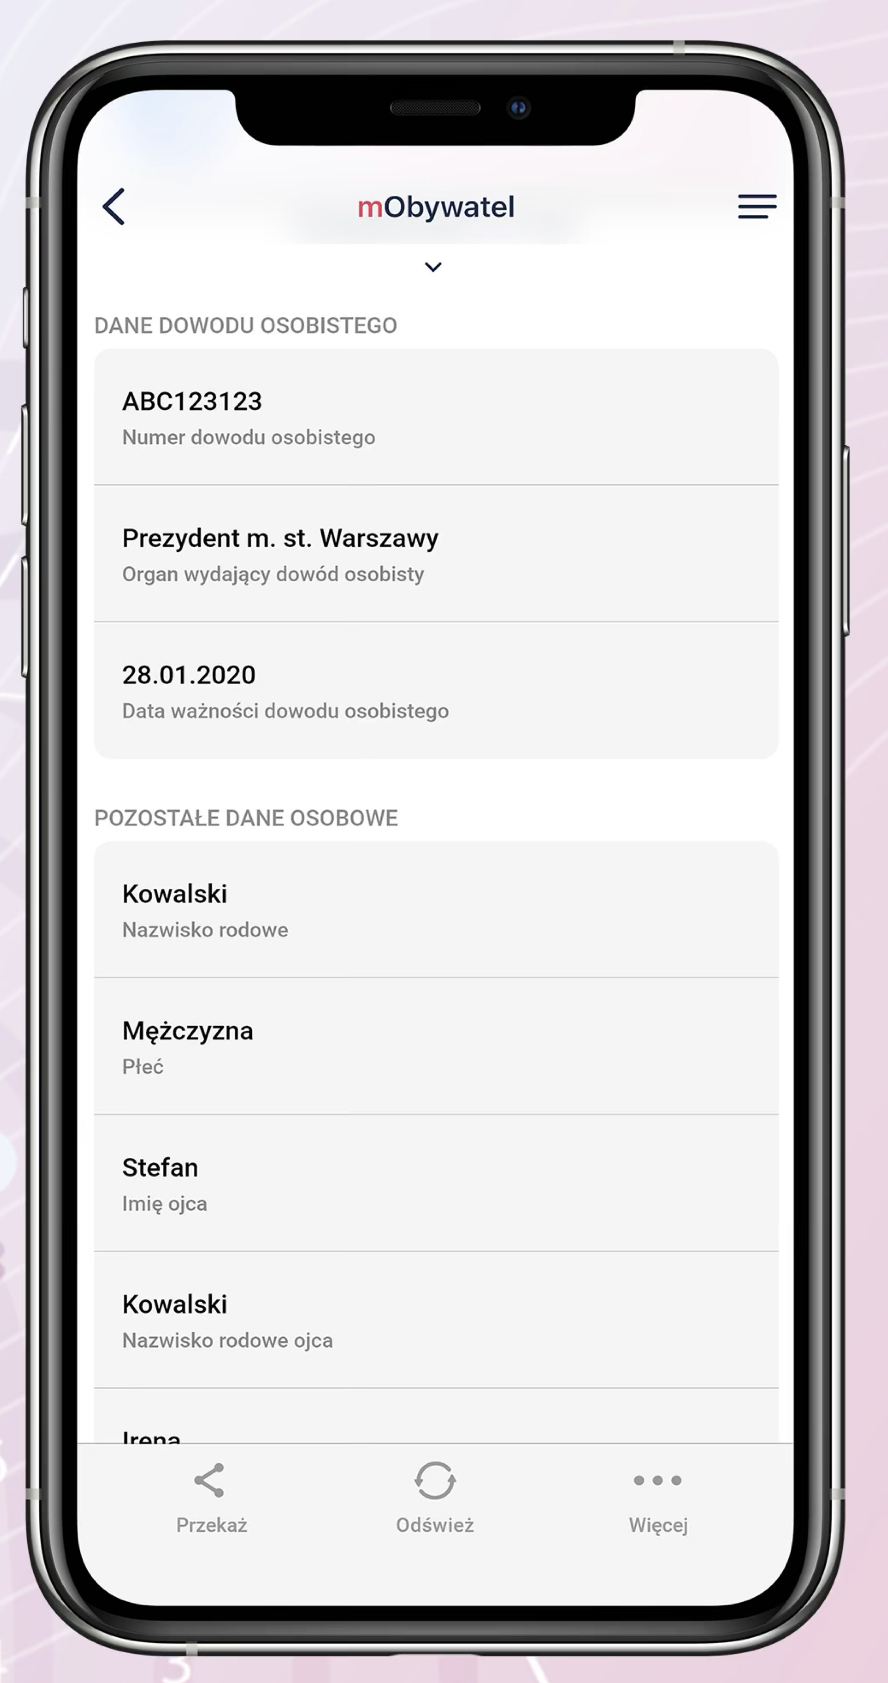 mObywatel
DANE DOWODU OSOBISTEGO
ABC123123
Numer dowodu osobistego
Prezydent m. st. Warszawy
Organ wydający dowód osobisty
28.01.2020
Data ważności dowodu osobistego
POZOSTAŁE DANE OSOBOWE
Kowalski
Nazwisko rodowe
Mężczyzna
Płeć
Stefan
Imię ojca
Kowalski
Nazwisko rodowe ojca
Irena
Przekaż
Odśwież
Więcej
3